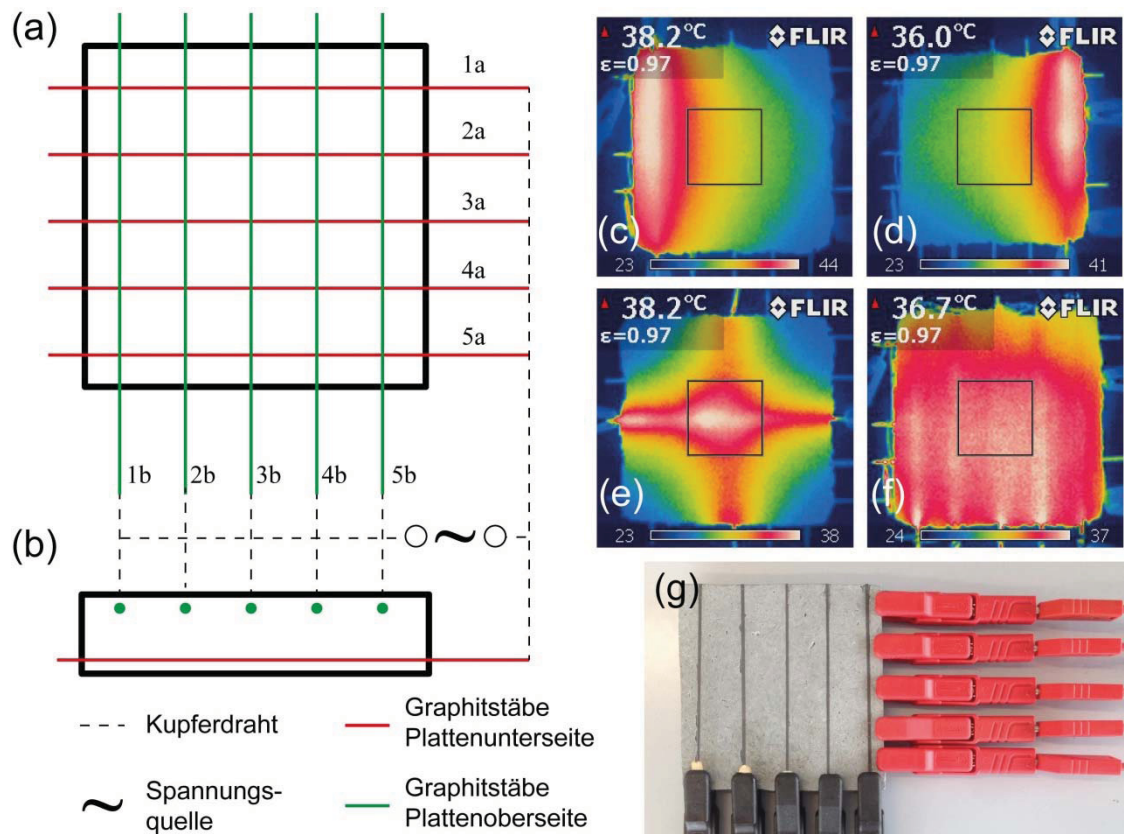 (a)
1a
2a
3a
4a
5a
1b 2b 3b 4b 5b
(b)
~
Kupferdraht
Graphitstäbe
Plattenunterseite
~
Spannungs-
quelle
Graphitstäbe
Plattenoberseite
38.2°C FLIR
ε=0.97
(c)
23 44
36.0°C FLIR
ε=0.97
(d)
23 41
38.2°C FLIR
ε=0.97
(e)
23 38
36.7°C FLIR
ε=0.97
(f)
24 37
(g)